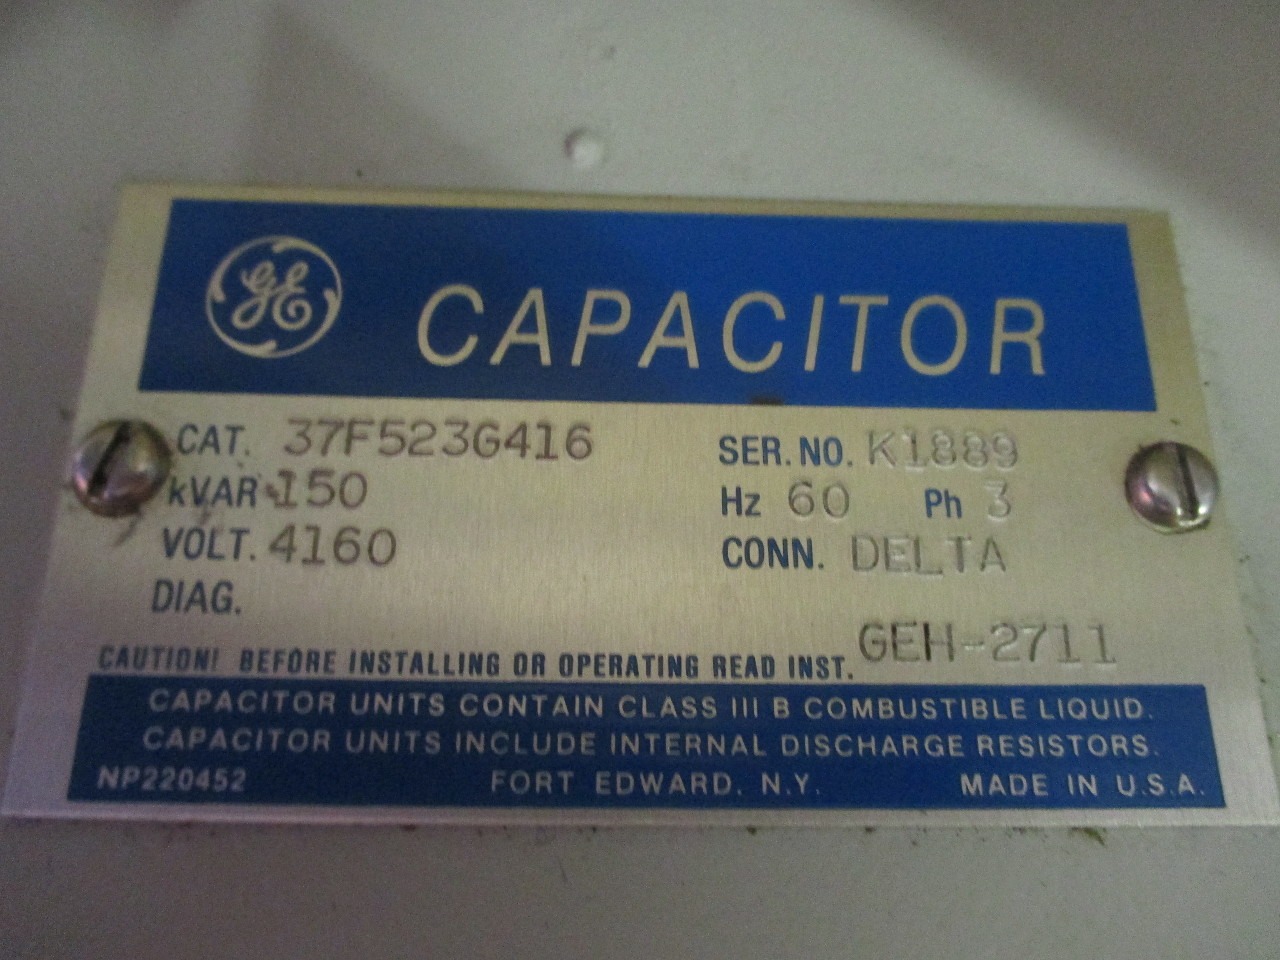 GE CAPACITOR
CAT. 37F523G416 SER. NO. K1889
kVAR 150 Hz 60 Ph 3
VOLT. 4160 CONN. DELTA
DIAG.
CAUTION! BEFORE INSTALLING OR OPERATING READ INST. GEH-2711
CAPACITOR UNITS CONTAIN CLASS III B COMBUSTIBLE LIQUID.
CAPACITOR UNITS INCLUDE INTERNAL DISCHARGE RESISTORS.
NP220452 FORT EDWARD. N.Y. MADE IN U.S.A.